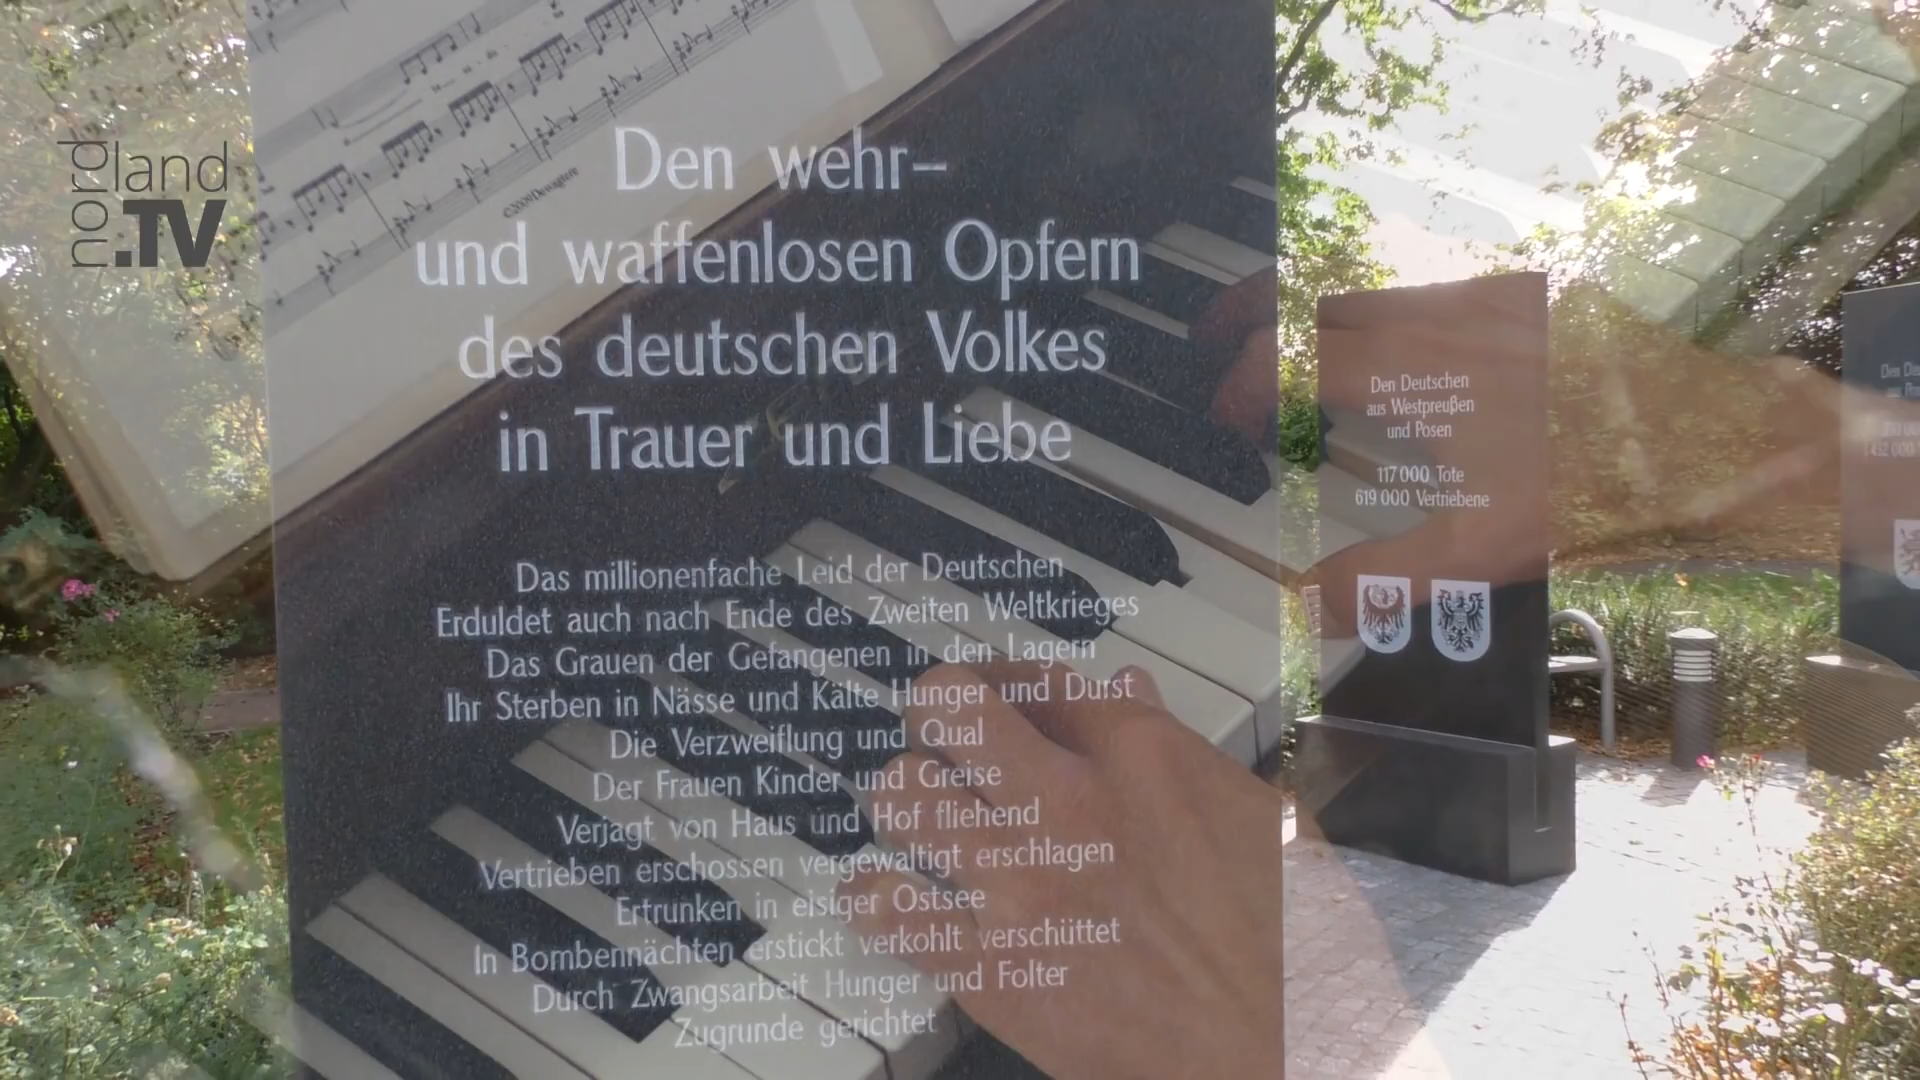 nordland
.TV
©2009Dewagtere
Den wehr–
und waffenlosen Opfern
des deutschen Volkes
in Trauer und Liebe
Das millionenfache Leid der Deutschen
Erduldet auch nach Ende des Zweiten Weltkrieges
Das Grauen der Gefangenen in den Lagern
Ihr Sterben in Nässe und Kälte Hunger und Durst
Die Verzweiflung und Qual
Der Frauen Kinder und Greise
Verjagt von Haus und Hof fliehend
Vertrieben erschossen vergewaltigt erschlagen
Ertrunken in eisiger Ostsee
In Bombennächten erstickt verkohlt verschüttet
Durch Zwangsarbeit Hunger und Folter
Zugrunde gerichtet
Den Deutschen
aus Westpreußen
und Posen
117 000 Tote
619 000 Vertriebene
Den